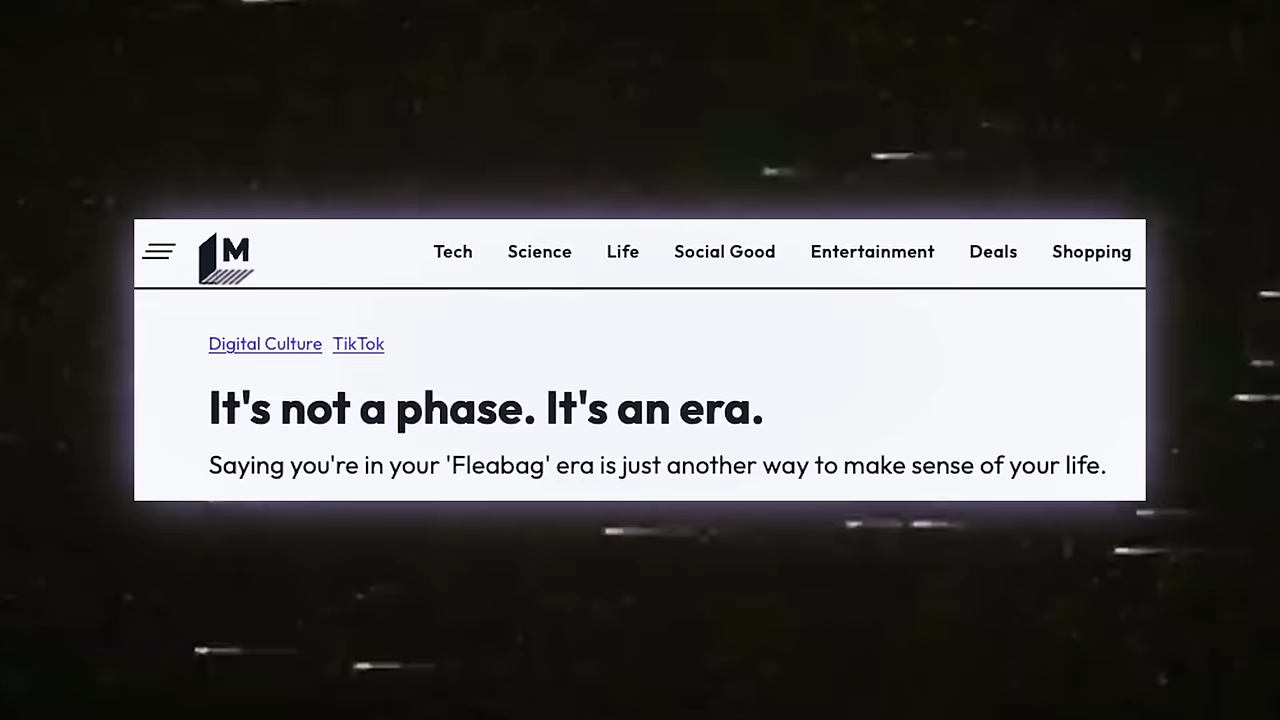 M Tech Science Life Social Good Entertainment Deals Shopping
Digital Culture TikTok
It's not a phase. It's an era.
Saying you're in your 'Fleabag' era is just another way to make sense of your life.